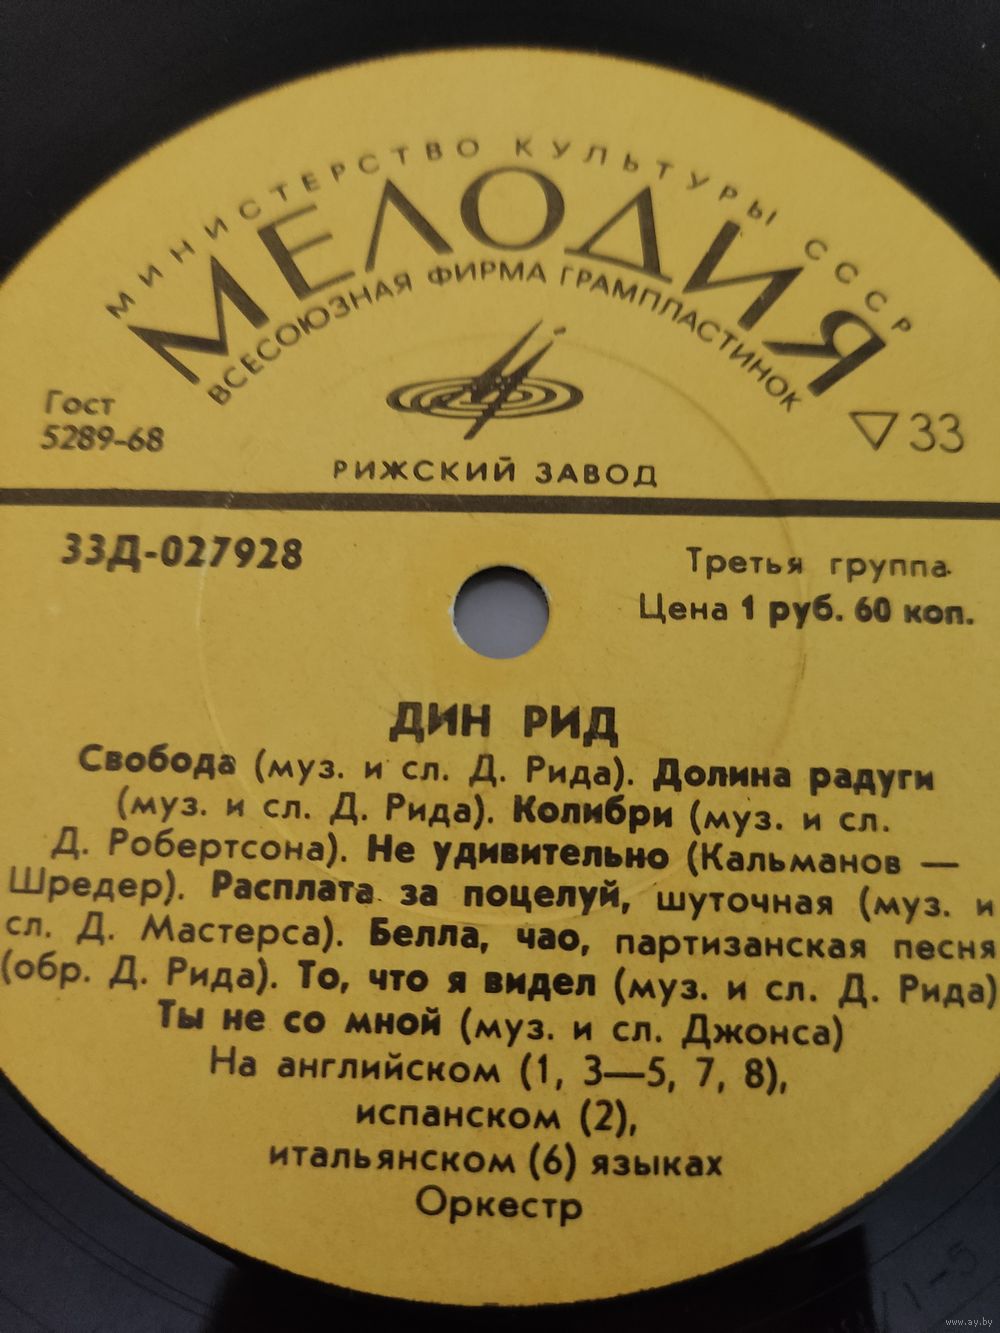 МИНИСТЕРСТВО КУЛЬТУРЫ СССР
МЕЛОДИЯ
ВСЕСОЮЗНАЯ ФИРМА ГРАМПЛАСТИНОК
Гост
5289-68
33
РИЖСКИЙ ЗАВОД
33Д-027928
Третья группа
Цена 1 руб. 60 коп.
ДИН РИД
Свобода (муз. и сл. Д. Рида). Долина радуги
(муз. и сл. Д. Рида). Колибри (муз. и сл.
Д. Робертсона). Не удивительно (Кальманов —
Шредер). Расплата за поцелуй, шуточная (муз. и
сл. Д. Мастерса). Белла, чао, партизанская песня
(обр. Д. Рида). То, что я видел (муз. и сл. Д. Рида)
Ты не со мной (муз. и сл. Джонса)
На английском (1, 3—5, 7, 8),
испанском (2),
итальянском (6) языках
Оркестр
www.ay.by